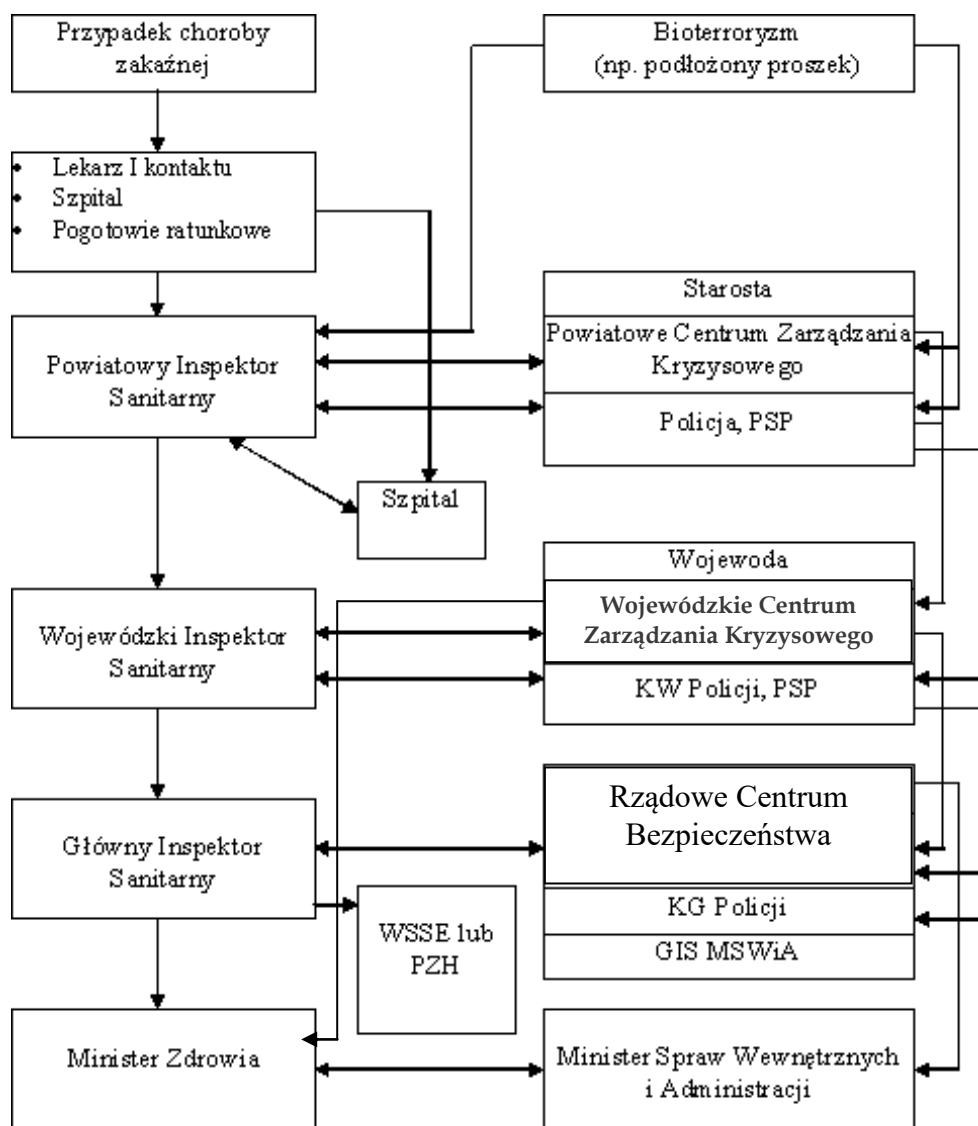 Przypadek choroby
zakaźnej
Bioterroryzm
(np. podłożony proszek)
• Lekarz I kontaktu
• Szpital
• Pogotowie ratunkowe
Starosta
Powiatowy Inspektor
Sanitarny
Powiatowe Centrum Zarządzania
Kryzysowego
Policja, PSP
Szpital
Wojewoda
Wojewódzki Inspektor
Sanitarny
Wojewódzkie Centrum
Zarządzania Kryzysowego
KW Policji, PSP
Główny Inspektor
Sanitarny
Rządowe Centrum
Bezpieczeństwa
KG Policji
GIS MSWiA
WSSE lub
PZH
Minister Zdrowia
Minister Spraw Wewnętrznych
i Administracji